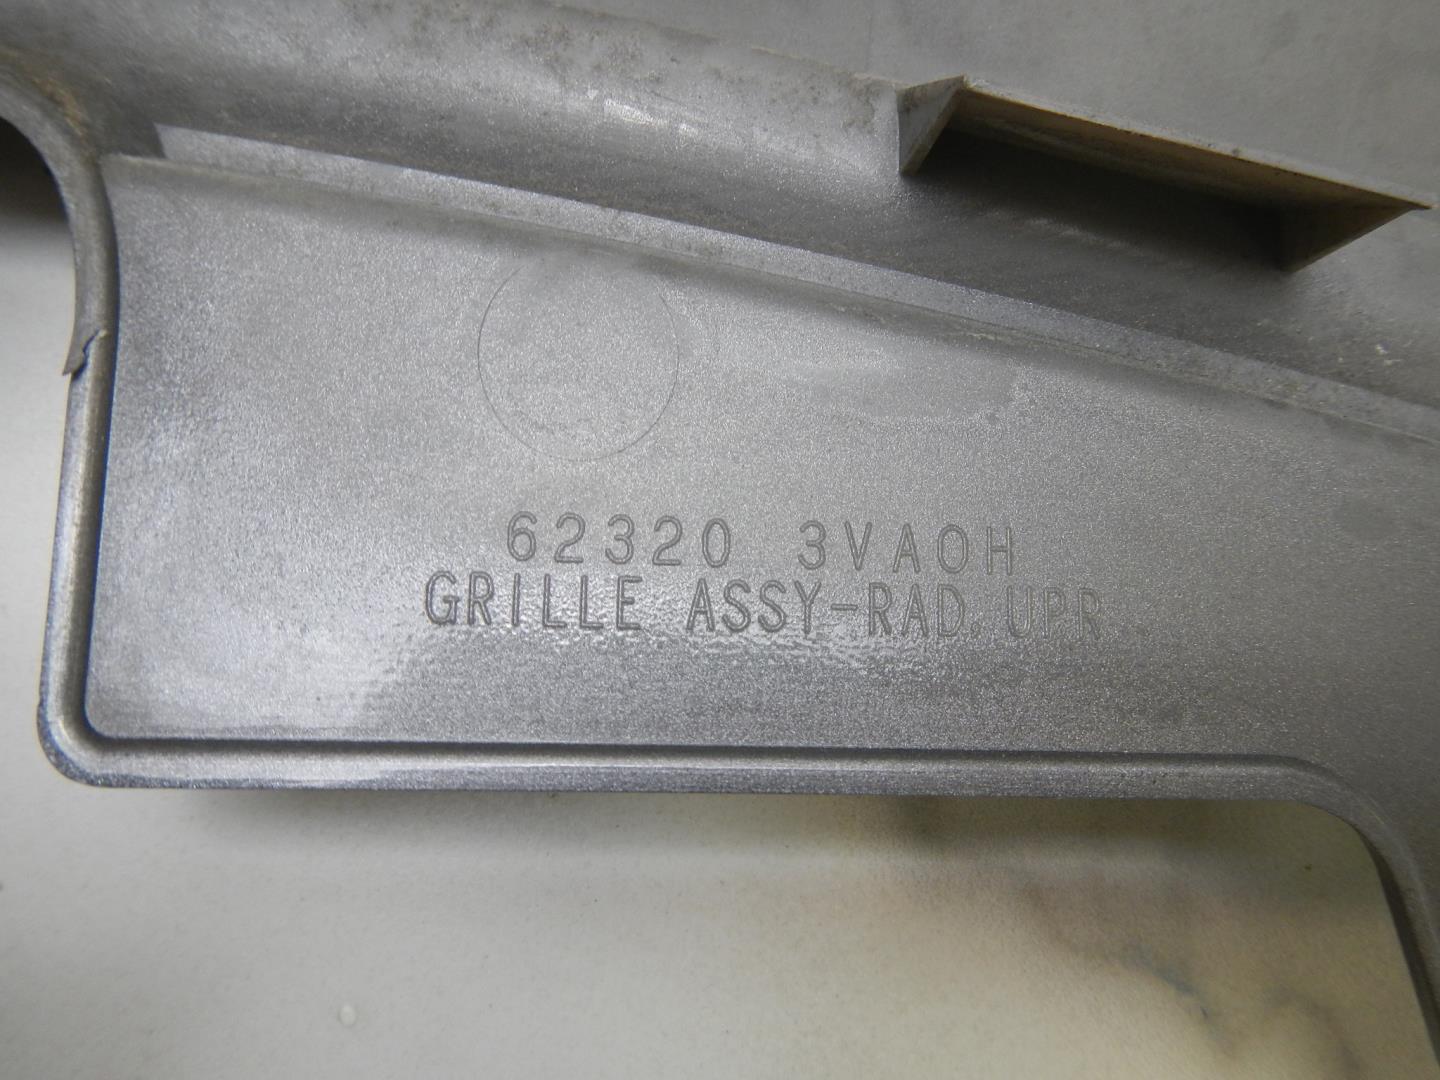 62320 3VA0H
GRILLE ASSY-RAD, UPR